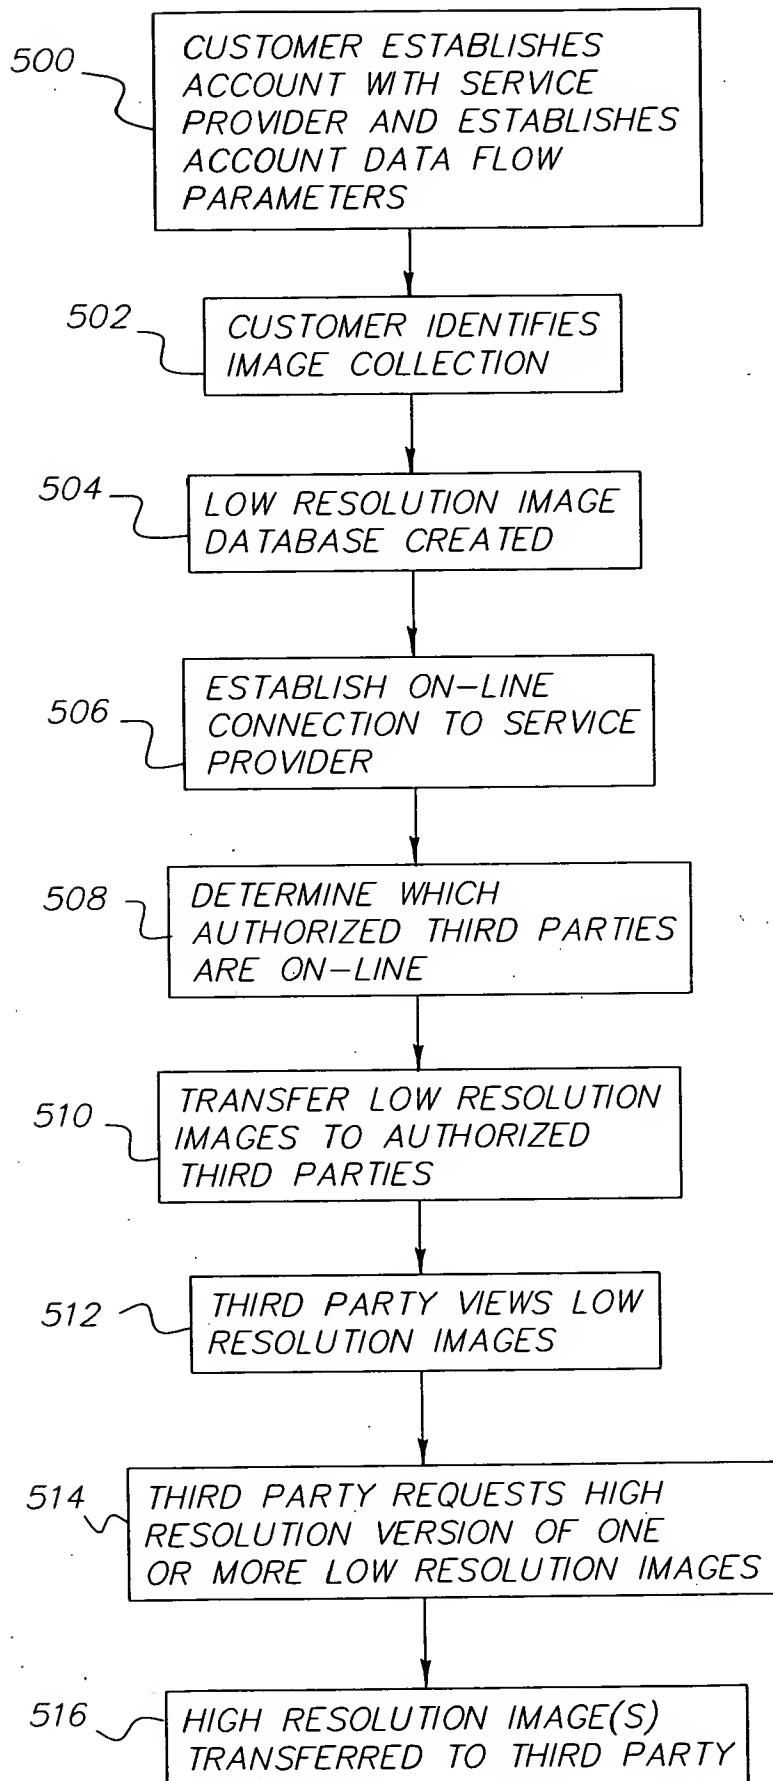 500
CUSTOMER ESTABLISHES
ACCOUNT WITH SERVICE
PROVIDER AND ESTABLISHES
ACCOUNT DATA FLOW
PARAMETERS
502
CUSTOMER IDENTIFIES
IMAGE COLLECTION
504
LOW RESOLUTION IMAGE
DATABASE CREATED
506
ESTABLISH ON-LINE
CONNECTION TO SERVICE
PROVIDER
508
DETERMINE WHICH
AUTHORIZED THIRD PARTIES
ARE ON-LINE
510
TRANSFER LOW RESOLUTION
IMAGES TO AUTHORIZED
THIRD PARTIES
512
THIRD PARTY VIEWS LOW
RESOLUTION IMAGES
514
THIRD PARTY REQUESTS HIGH
RESOLUTION VERSION OF ONE
OR MORE LOW RESOLUTION IMAGES
516
HIGH RESOLUTION IMAGE(S)
TRANSFERRED TO THIRD PARTY